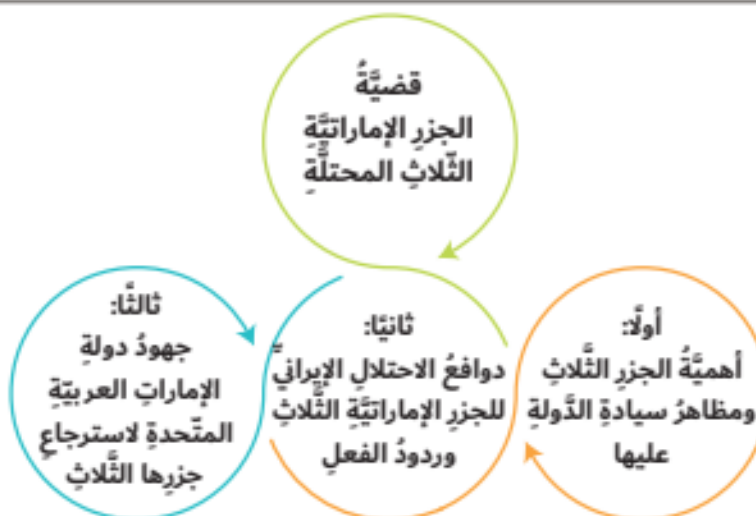 قضيَّةُ
الجزرِ الإماراتيَّةِ
الثّلاثِ المحتلَّةِ
أولًا:
أهميَّةُ الجزرِ الثَّلاثِ
ومظاهرُ سيادةِ الدَّولةِ
عليها
ثانيًا:
دوافعُ الاحتلالِ الإيرانيِّ
للجزرِ الإماراتيَّةِ الثَّلاثِ
وردودُ الفعلِ
ثالثًا:
جهودُ دولةِ
الإماراتِ العربيّةِ
المتّحدةِ لاسترجاعِ
جزرِها الثَّلاثِ